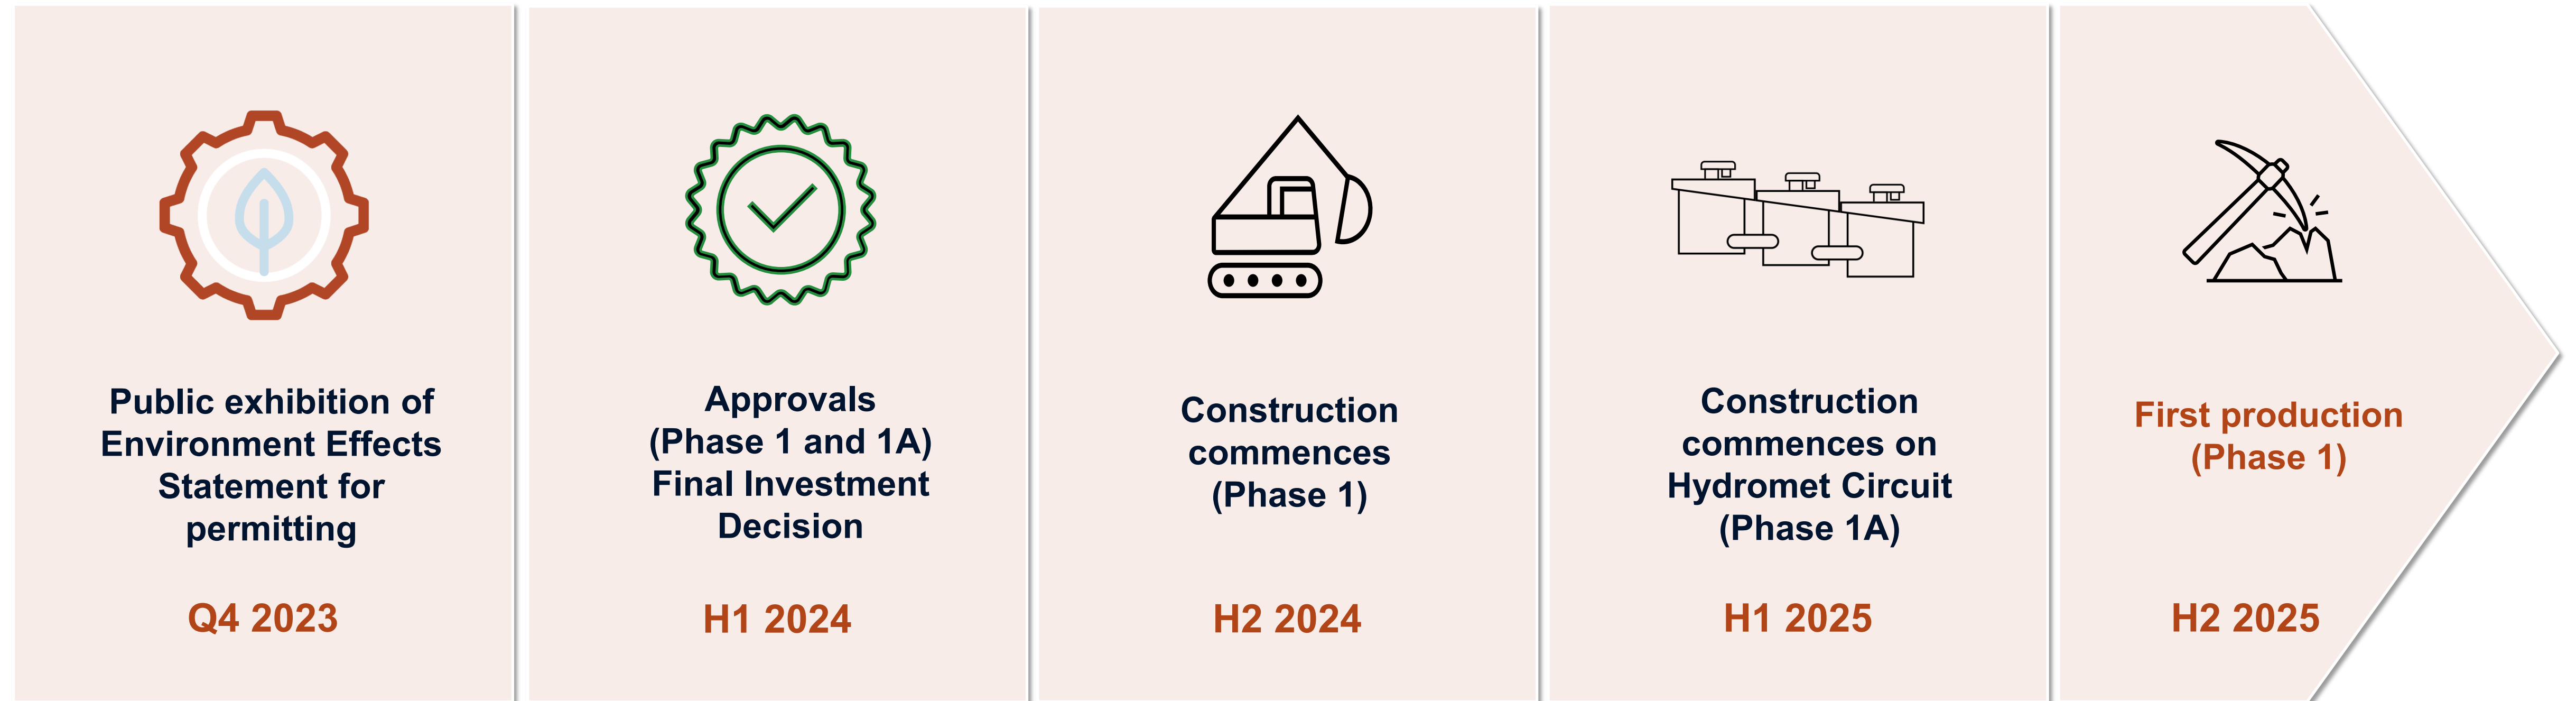 Public exhibition of
Environment Effects
Statement for
permitting
Q4 2023
Approvals
(Phase 1 and 1A)
Final Investment
Decision
H1 2024
Construction
commences
(Phase 1)
H2 2024
Construction
commences on
Hydromet Circuit
(Phase 1A)
H1 2025
First production
(Phase 1)
H2 2025